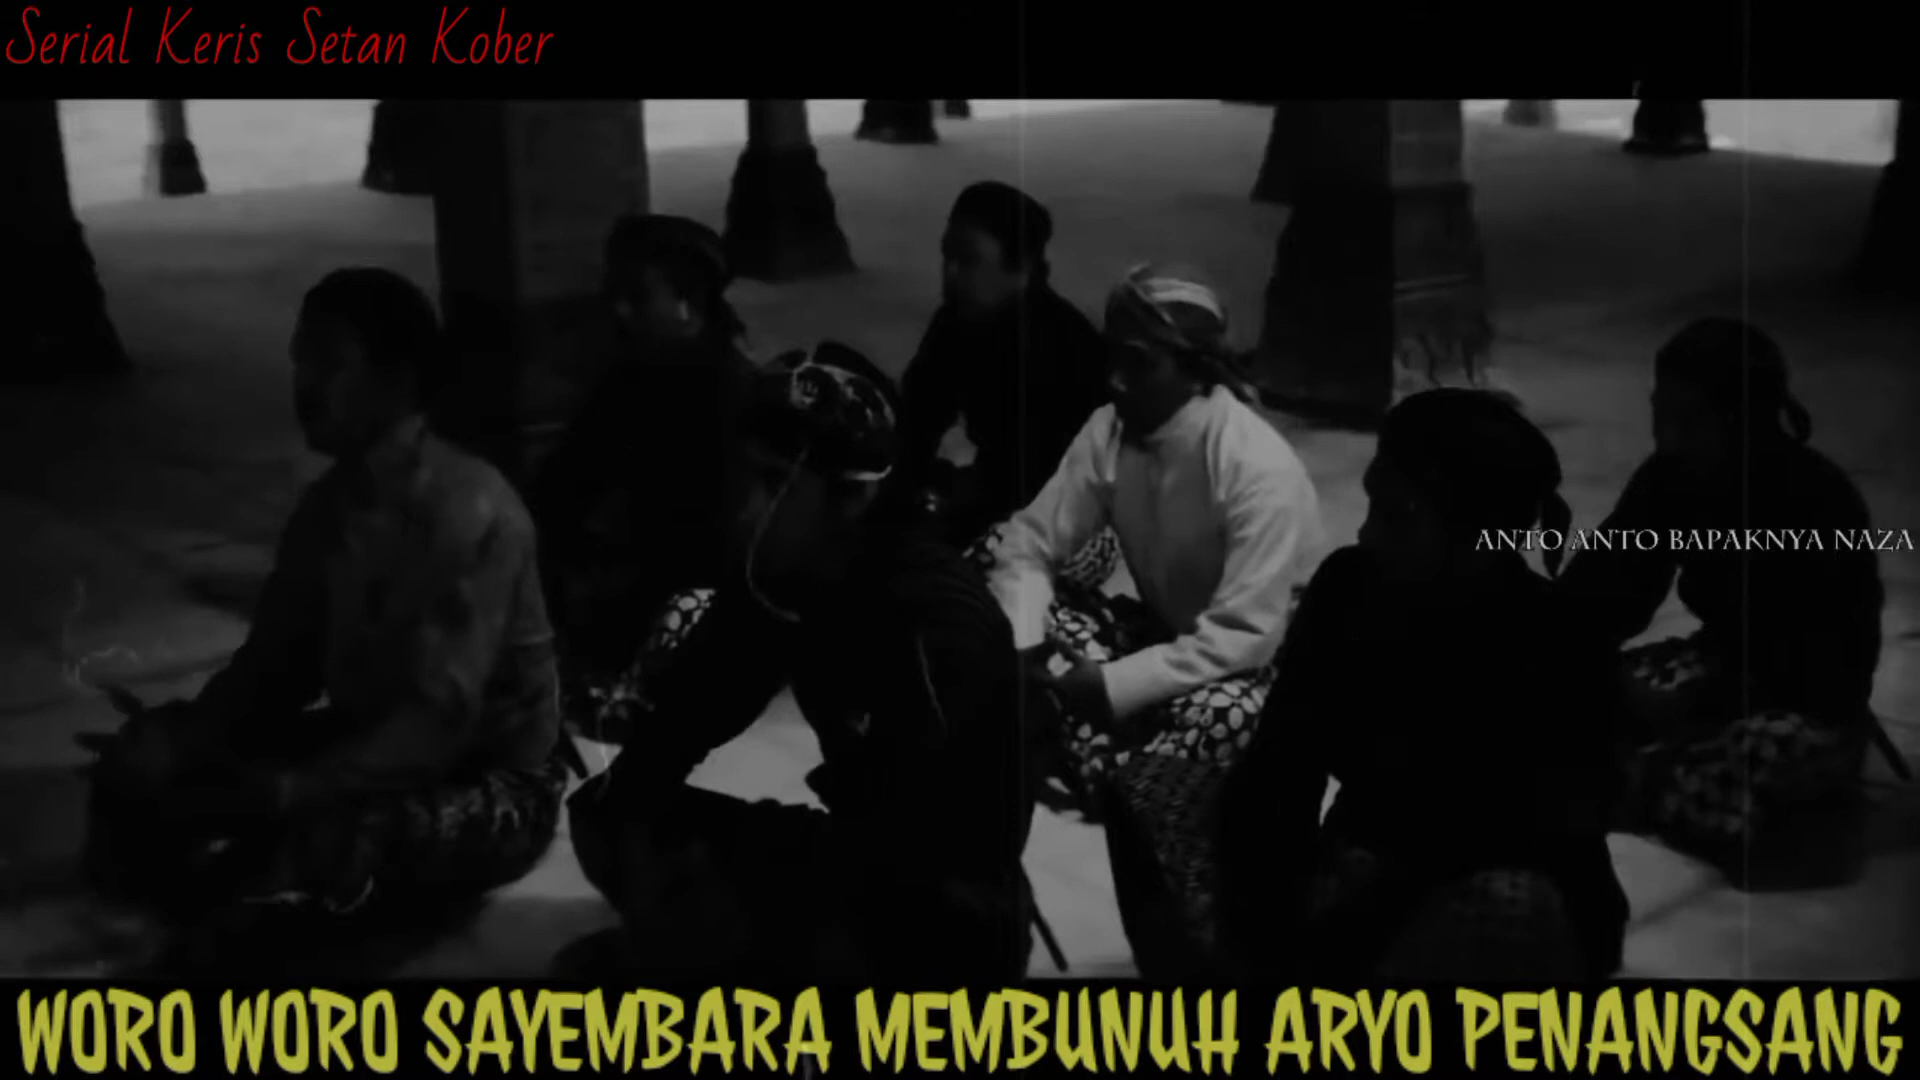 Serial Keris Setan Kober
ANTO ANTO BAPAKNYA NAZA
WORO WORO SAYEMBARA MEMBUNUH ARYO PENANGSANG